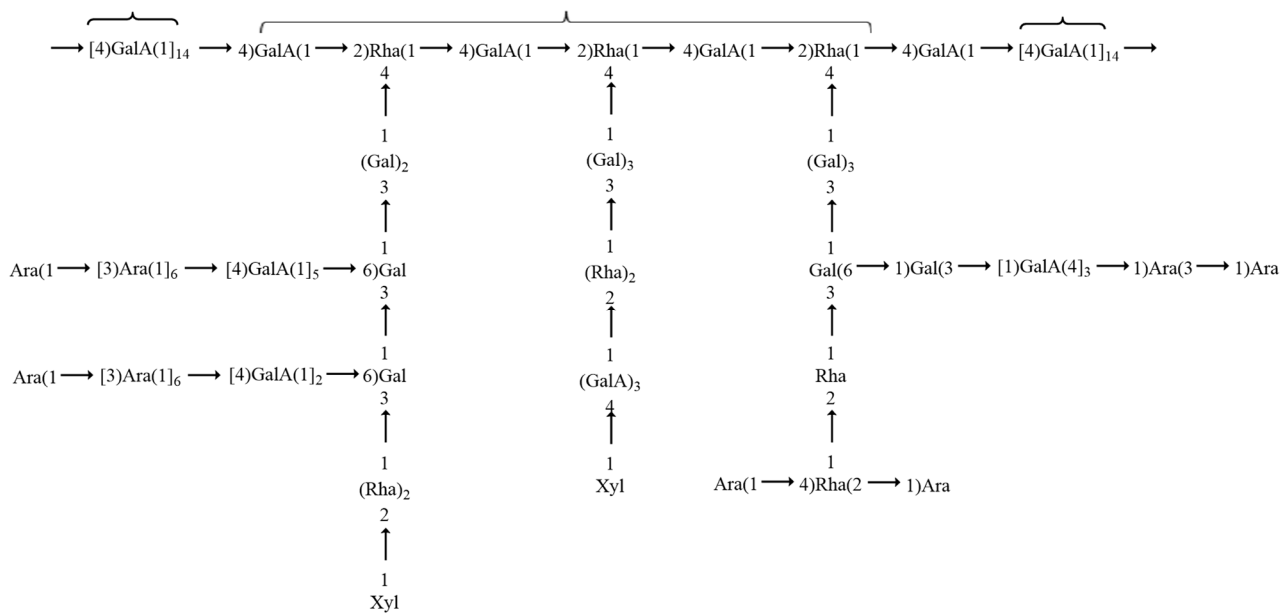 [4)GalA(1]₁₄ 4)GalA(1 2)Rha(1 4)GalA(1 2)Rha(1 4)GalA(1 2)Rha(1 4)GalA(1 [4)GalA(1]₁₄
4 4 4
1 1 1
(Gal)₂ (Gal)₃ (Gal)₃
3 3 3
1 1 1
Ara(1 [3)Ara(1]₆ [4)GalA(1]₅ 6)Gal (Rha)₂ Gal(6 1)Gal(3 [1)GalA(4]₃ 1)Ara(3 1)Ara
3 2 3
1 1 1
Ara(1 [3)Ara(1]₆ [4)GalA(1]₂ 6)Gal (GalA)₃ Rha
3 4 2
1 1 1
(Rha)₂ Xyl Ara(1 4)Rha(2 1)Ara
2
1
Xyl